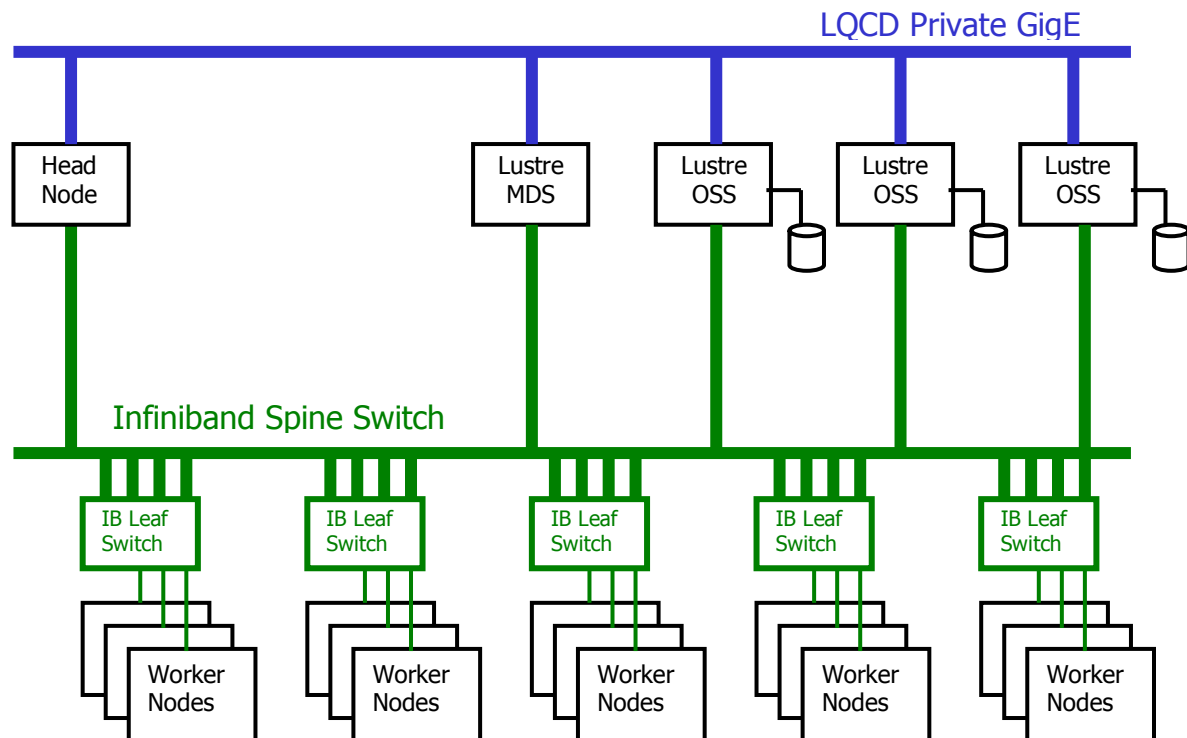 LQCD Private GigE
Head
Node
Lustre
MDS
Lustre
OSS
Lustre
OSS
Lustre
OSS
Infiniband Spine Switch
IB Leaf
Switch
IB Leaf
Switch
IB Leaf
Switch
IB Leaf
Switch
IB Leaf
Switch
Worker
Nodes
Worker
Nodes
Worker
Nodes
Worker
Nodes
Worker
Nodes